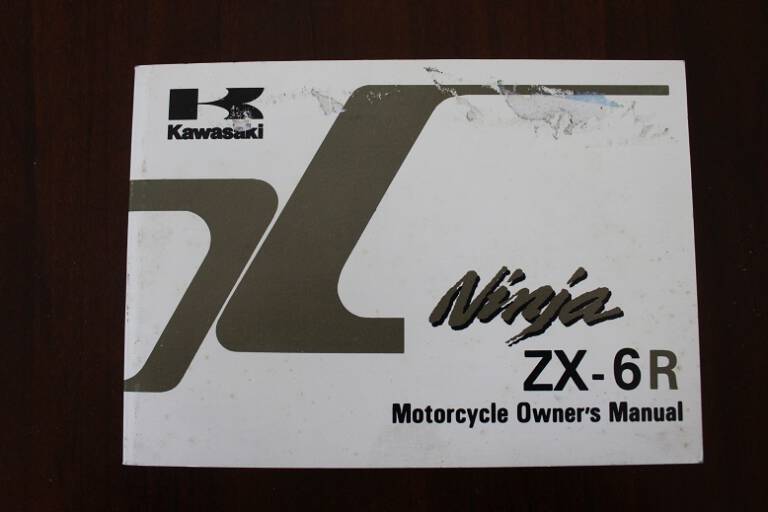 Kawasaki
Ninja
ZX-6R
Motorcycle Owner's Manual